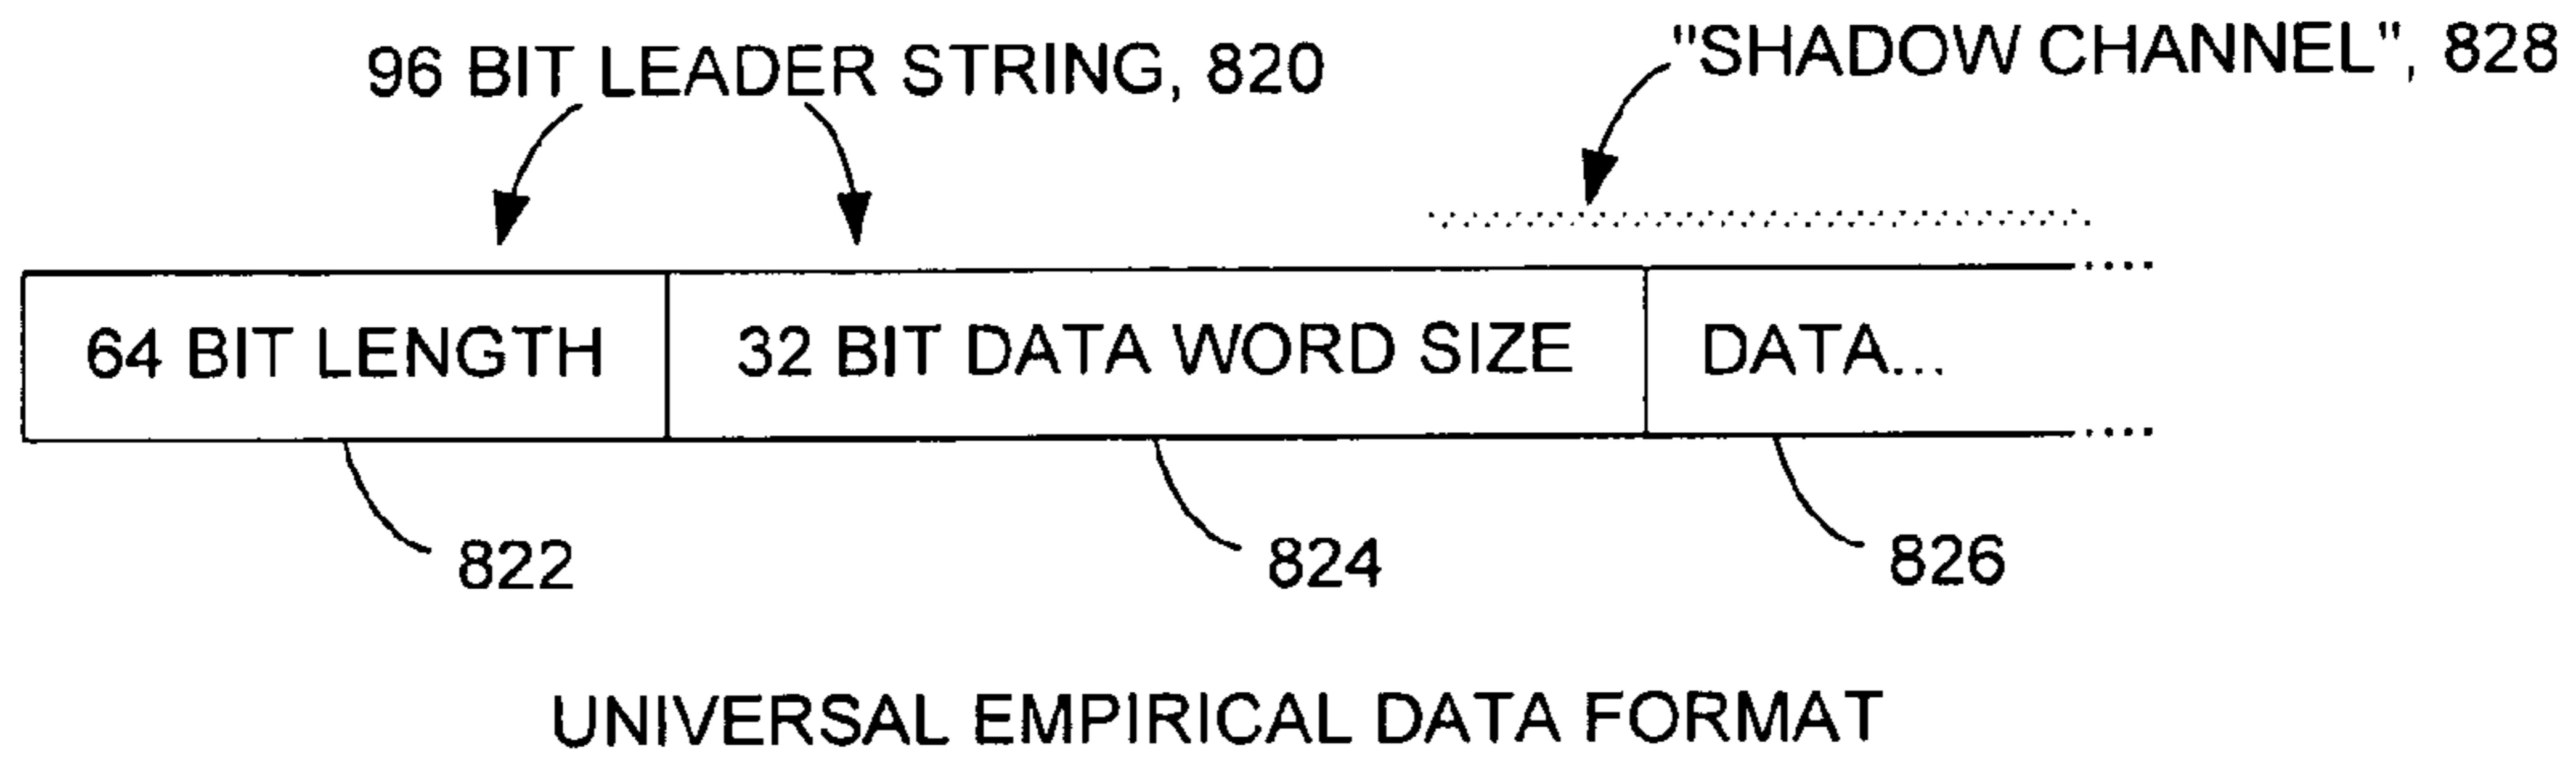 96 BIT LEADER STRING, 820
"SHADOW CHANNEL", 828
64 BIT LENGTH
32 BIT DATA WORD SIZE
DATA...
822
824
826
UNIVERSAL EMPIRICAL DATA FORMAT